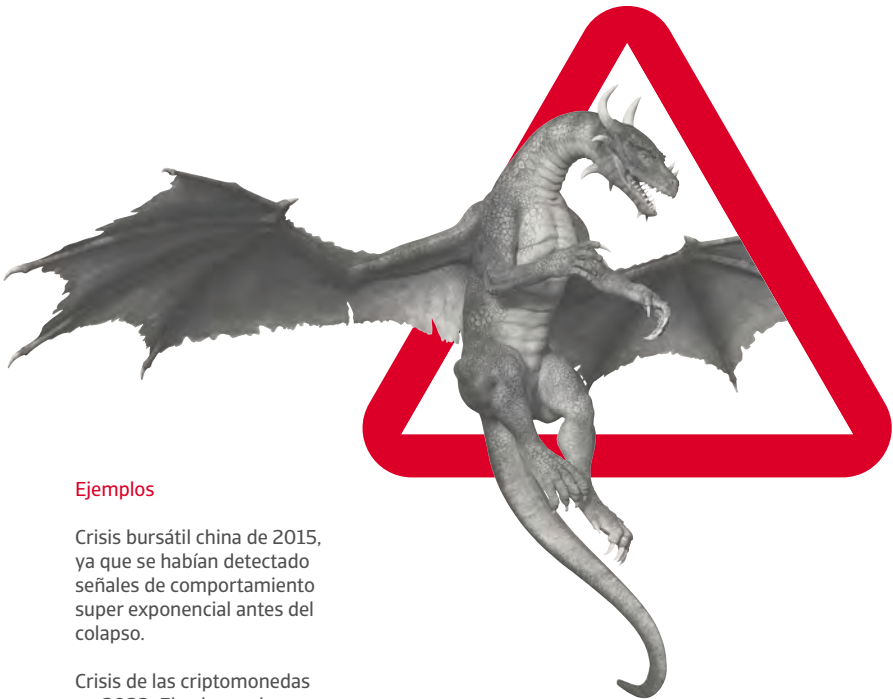 Ejemplos
Crisis bursátil china de 2015,
ya que se habían detectado
señales de comportamiento
super exponencial antes del
colapso.
Crisis de las criptomonedas